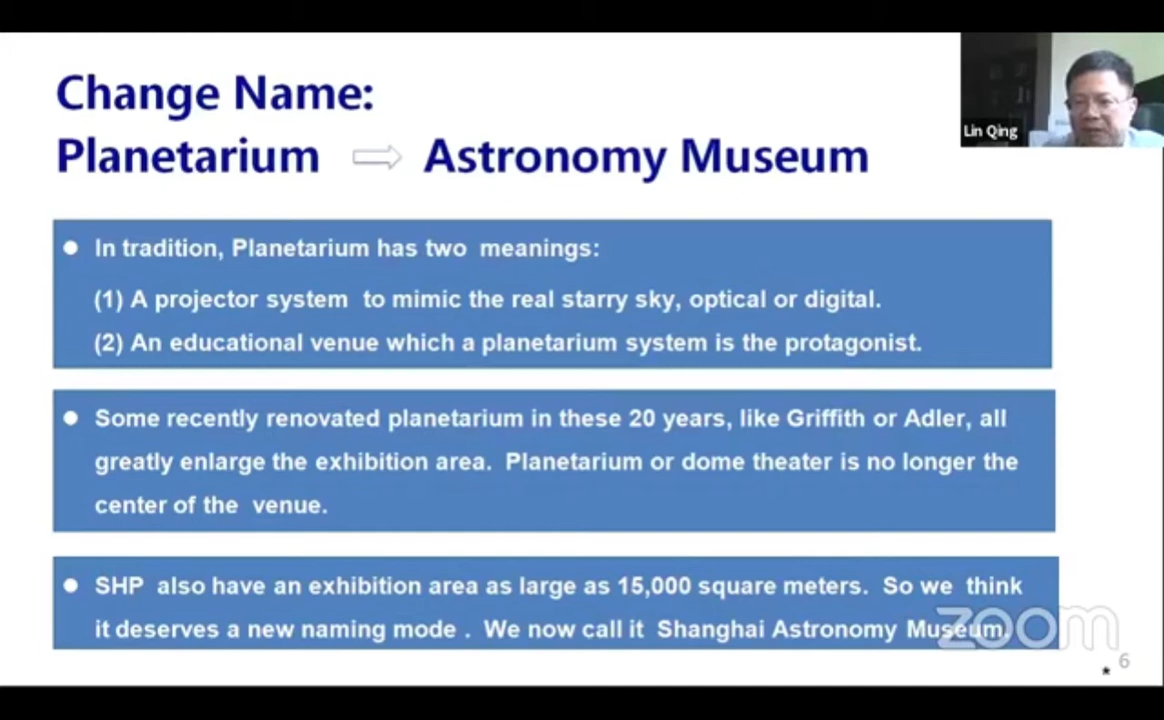 Change Name:
Planetarium ⇨ Astronomy Museum
Lin Qing
● In tradition, Planetarium has two meanings:
(1) A projector system to mimic the real starry sky, optical or digital.
(2) An educational venue which a planetarium system is the protagonist.
● Some recently renovated planetarium in these 20 years, like Griffith or Adler, all
greatly enlarge the exhibition area. Planetarium or dome theater is no longer the
center of the venue.
● SHP also have an exhibition area as large as 15,000 square meters. So we think
it deserves a new naming mode . We now call it Shanghai Astronomy Museum.
zoom
* 6